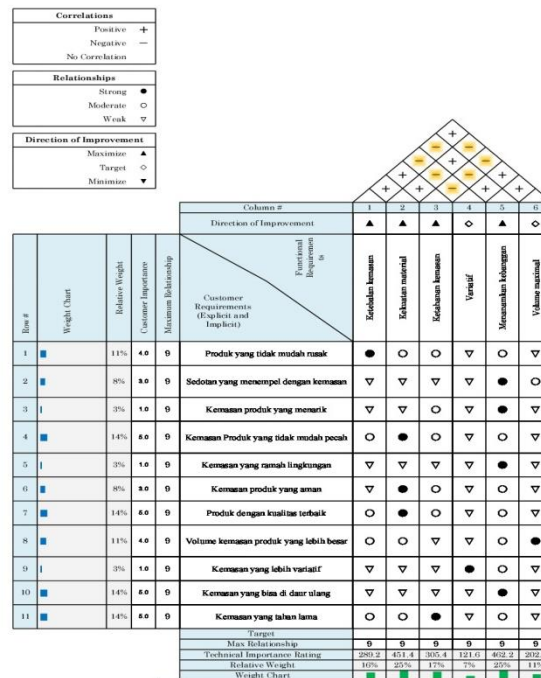 Correlations
Positive +
Negative −
No Correlation
Relationships
Strong ●
Moderate ○
Weak ▽
Direction of Improvement
Maximize ▲
Target ◇
Minimize ▼
Column # 1 2 3 4 5 6
Direction of Improvement ▲ ▲ ▲ ◇ ▲ ◇
Row #
Weight Chart
Relative Weight
Customer Importance
Maximum Relationship
Customer
Requirements
(Explicit and
Implicit)
Functional
Requiremen
ts
Ketebalan kemasan
Kekuatan material
Ketahanan kemasan
Variatif
Menanamkan kebanggan
Volume maximal
1 11% 4.0 9 Produk yang tidak mudah rusak ● ○ ○ ▽ ○ ▽
2 8% 3.0 9 Sedotan yang menempel dengan kemasan ▽ ▽ ▽ ▽ ● ○
3 3% 1.0 9 Kemasan produk yang menarik ▽ ▽ ○ ▽ ● ▽
4 14% 5.0 9 Kemasan Produk yang tidak mudah pecah ○ ● ○ ▽ ○ ▽
5 3% 1.0 9 Kemasan yang ramah lingkungan ▽ ▽ ▽ ▽ ● ▽
6 8% 3.0 9 Kemasan produk yang aman ▽ ● ○ ▽ ○ ▽
7 14% 5.0 9 Produk dengan kualitas terbaik ○ ● ○ ▽ ○ ▽
8 11% 4.0 9 Volume kemasan produk yang lebih besar ○ ○ ▽ ▽ ○ ●
9 3% 1.0 9 Kemasan yang lebih variatif ▽ ▽ ▽ ● ○ ▽
10 14% 5.0 9 Kemasan yang bisa di daur ulang ▽ ▽ ▽ ▽ ● ▽
11 14% 5.0 9 Kemasan yang tahan lama ○ ○ ● ▽ ○ ▽
Target
Max Relationship 9 9 9 9 9 9
Technical Importance Rating 289.2 451.4 305.4 121.6 462.2 202.
Relative Weight 16% 25% 17% 7% 25% 11%
Weight Chart